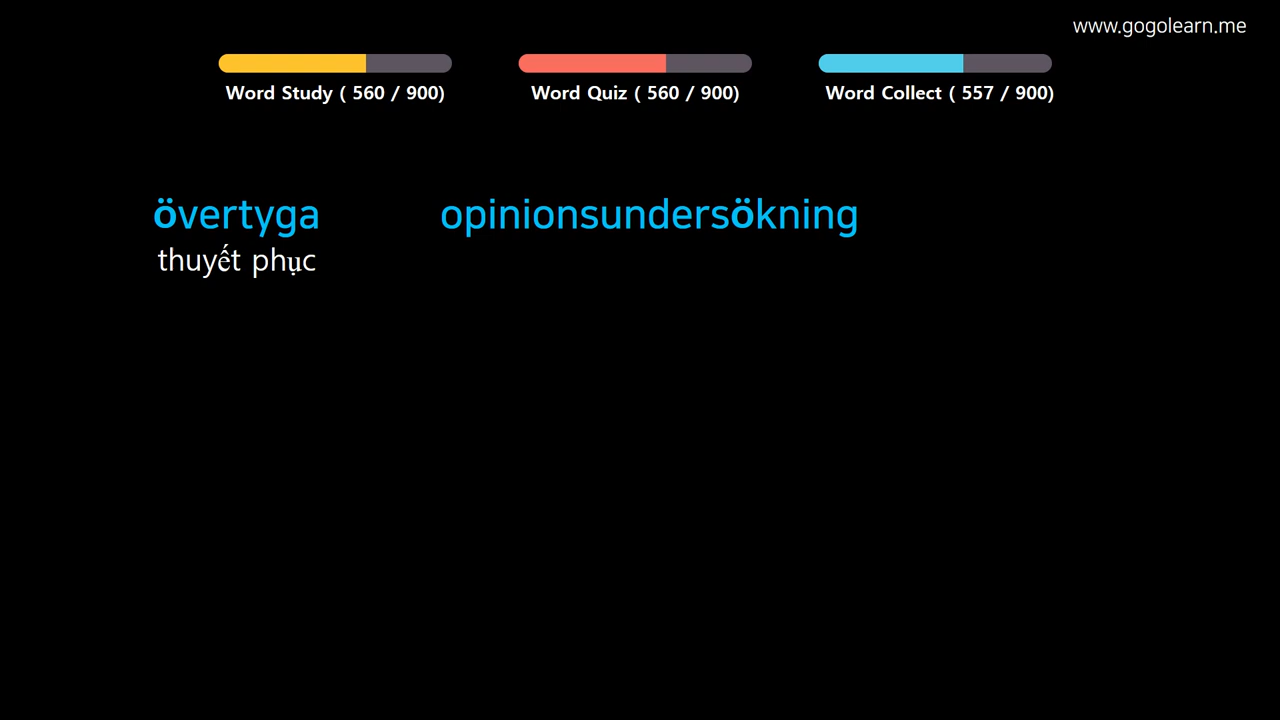 www.gogolearn.me
Word Study ( 560 / 900)
Word Quiz ( 560 / 900)
Word Collect ( 557 / 900)
övertyga
thuyết phục
opinionsundersökning